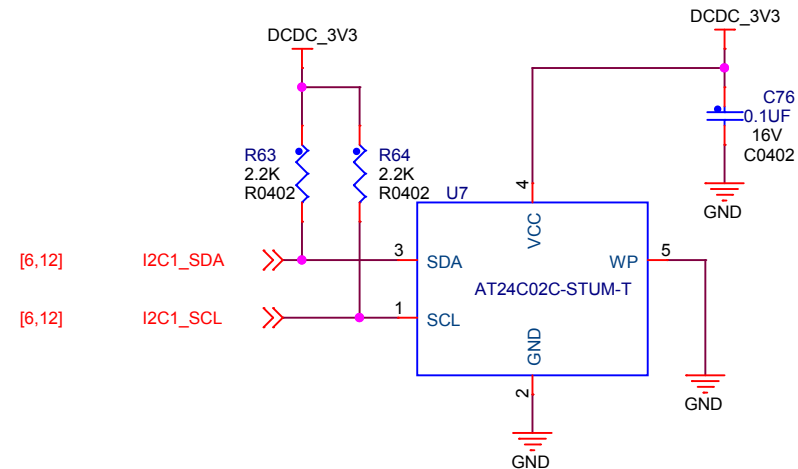 DCDC_3V3
DCDC_3V3
C76
0.1UF
16V
C0402
GND
R63
2.2K
R0402
R64
2.2K
R0402
U7
4
VCC
[6,12] I2C1_SDA
3
SDA
WP
5
AT24C02C-STUM-T
[6,12] I2C1_SCL
1
SCL
GND
2
GND
GND